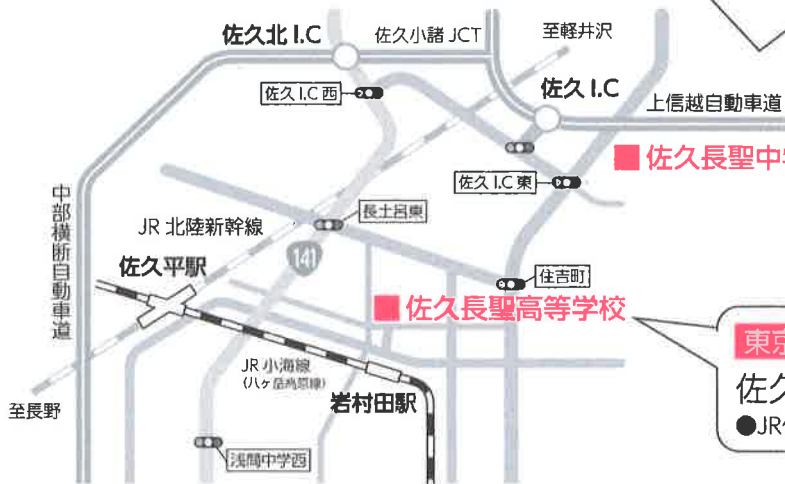 佐久北 I.C
佐久小諸 JCT
至軽井沢
佐久 I.C 西
佐久 I.C
上信越自動車道
佐久長聖中
佐久 I.C 東
中部横断自動車道
長土呂東
JR 北陸新幹線
141
佐久平駅
住吉町
佐久長聖高等学校
東京
佐久
●JR
JR 小海線
(八ヶ岳高原線)
岩村田駅
至長野
浅間中学西